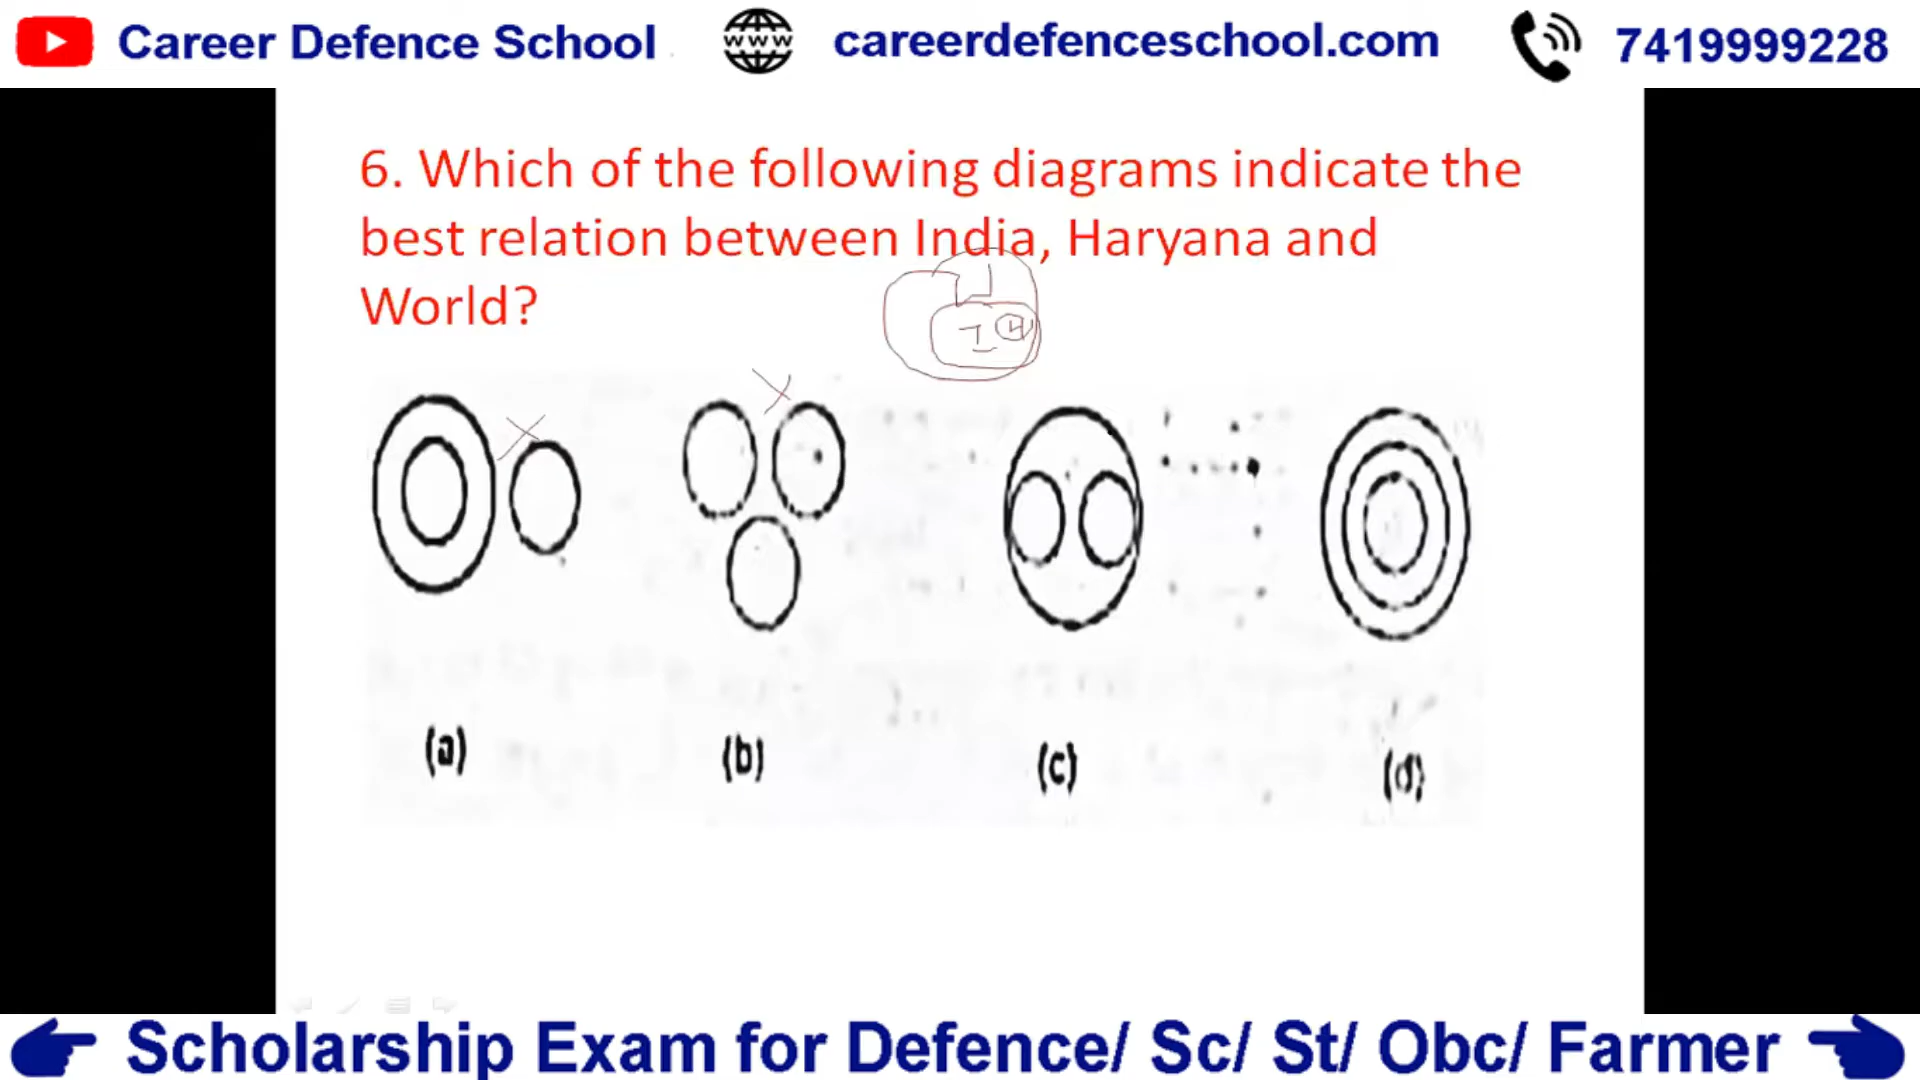 Career Defence School
www
careerdefenceschool.com
7419999228
6. Which of the following diagrams indicate the
best relation between India, Haryana and
World?
I H
(a) (b) (c) (d)
Scholarship Exam for Defence/ Sc/ St/ Obc/ Farmer